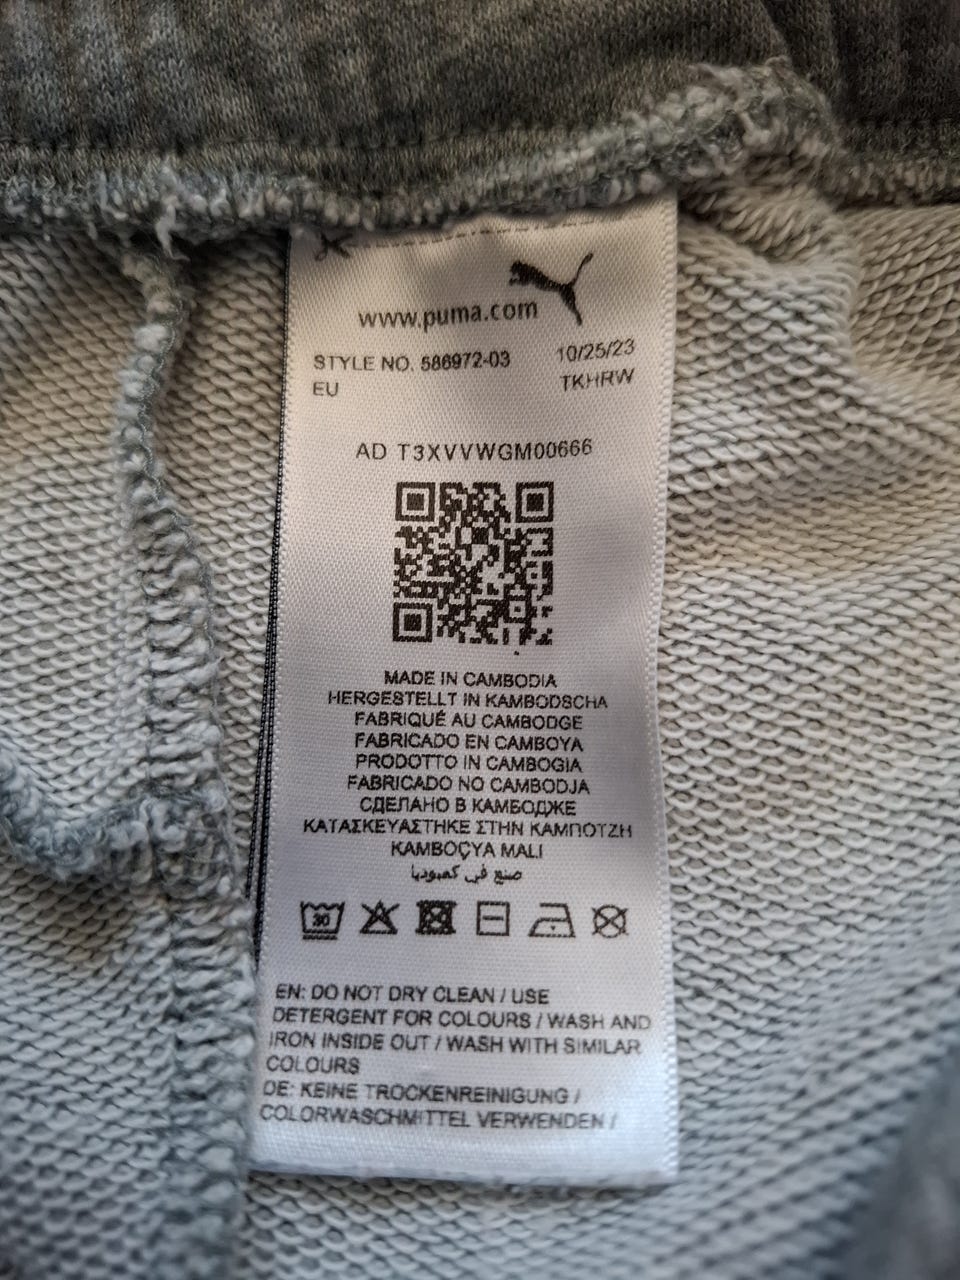 www.puma.com
STYLE NO. 586972-03 10/25/23
EU TKHRW
AD T3XVVWGM00666
MADE IN CAMBODIA
HERGESTELLT IN KAMBODSCHA
FABRIQUÉ AU CAMBODGE
FABRICADO EN CAMBOYA
PRODOTTO IN CAMBOGIA
FABRICADO NO CAMBODJA
СДЕЛАНО В КАМБОДЖЕ
ΚΑΤΑΣΚΕΥΑΣΤΗΚΕ ΣΤΗΝ ΚΑΜΠΟΤΖΗ
KAMBOÇYA MALI
صنع في كمبوديا
30
EN: DO NOT DRY CLEAN / USE
DETERGENT FOR COLOURS / WASH AND
IRON INSIDE OUT / WASH WITH SIMILAR
COLOURS
DE: KEINE TROCKENREINIGUNG /
COLORWASCHMITTEL VERWENDEN /